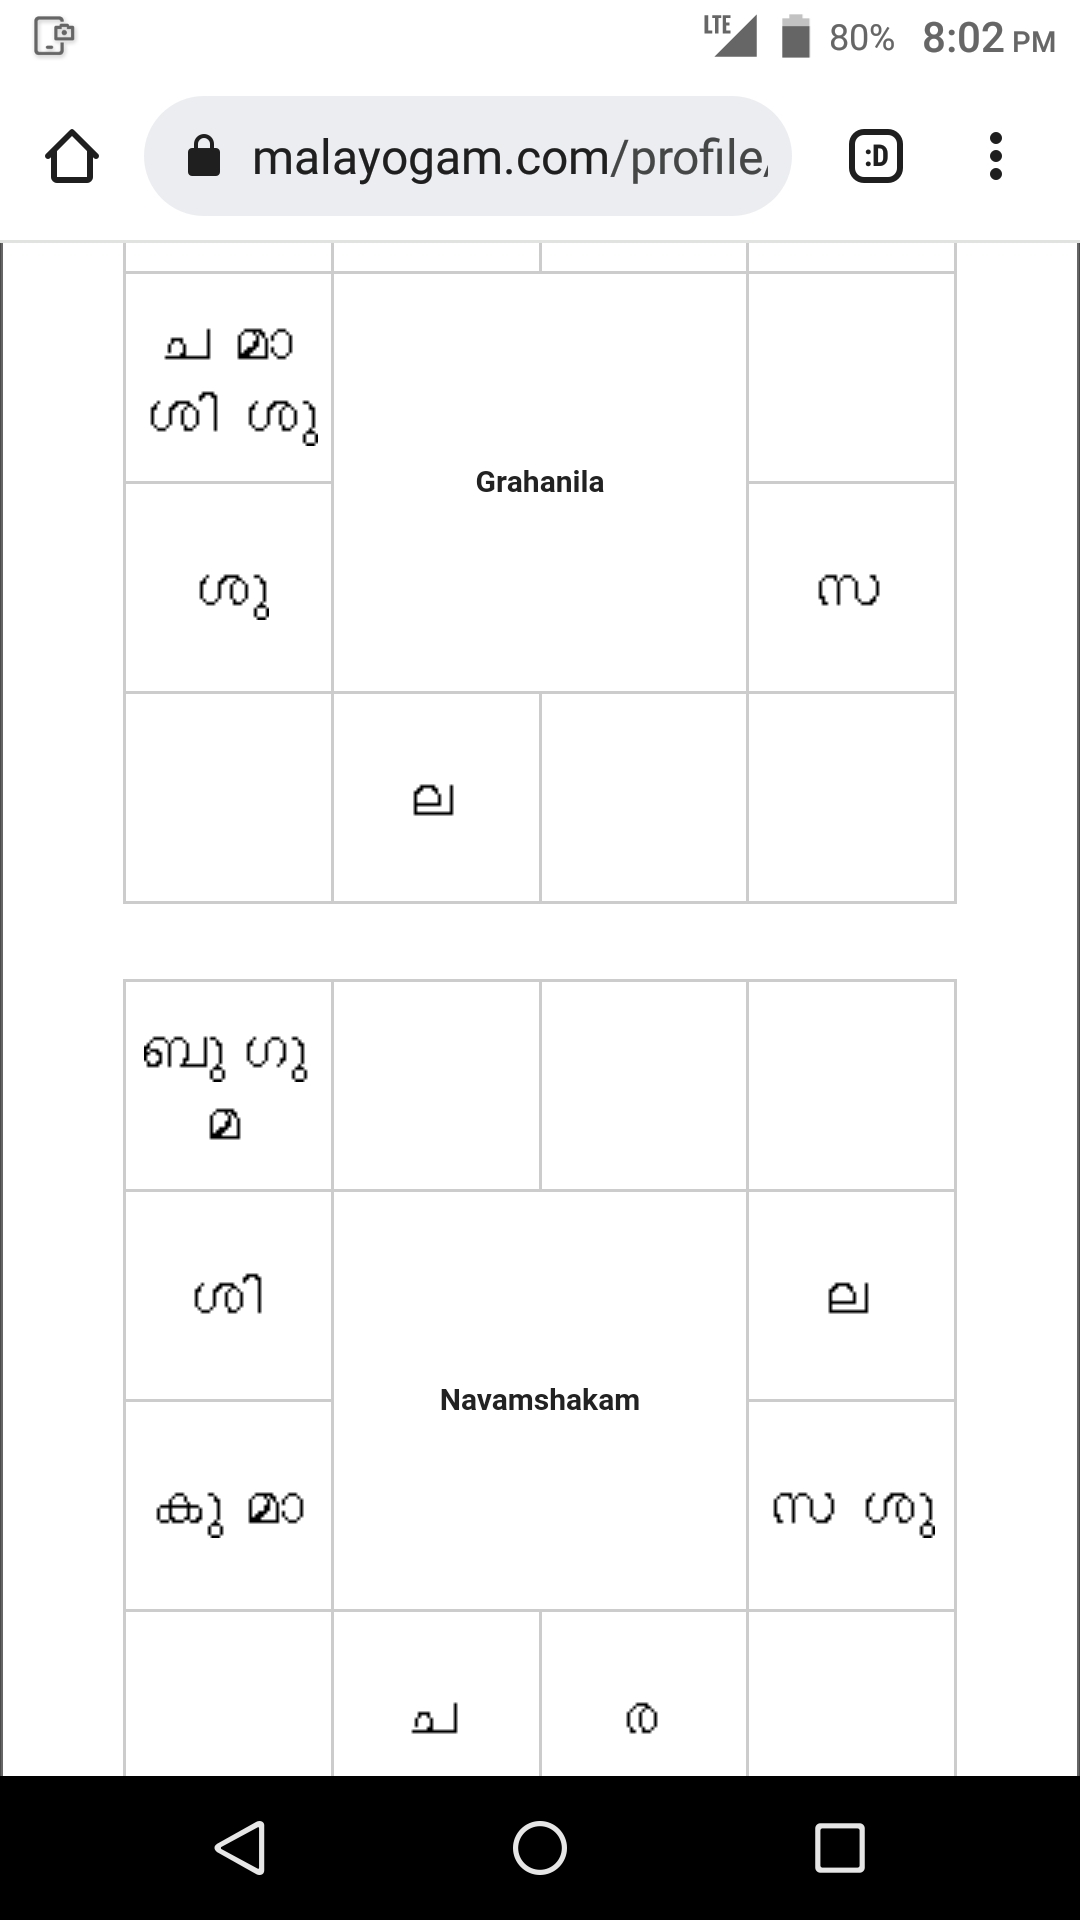 LTE 80% 8:02 PM
malayogam.com/profile/
:D
ച മാ
ശി ശു
Grahanila
ശു
സ
ല
ബു ഗു
മ
ശി
ല
Navamshakam
കു മാ
സ ശു
ച
ര